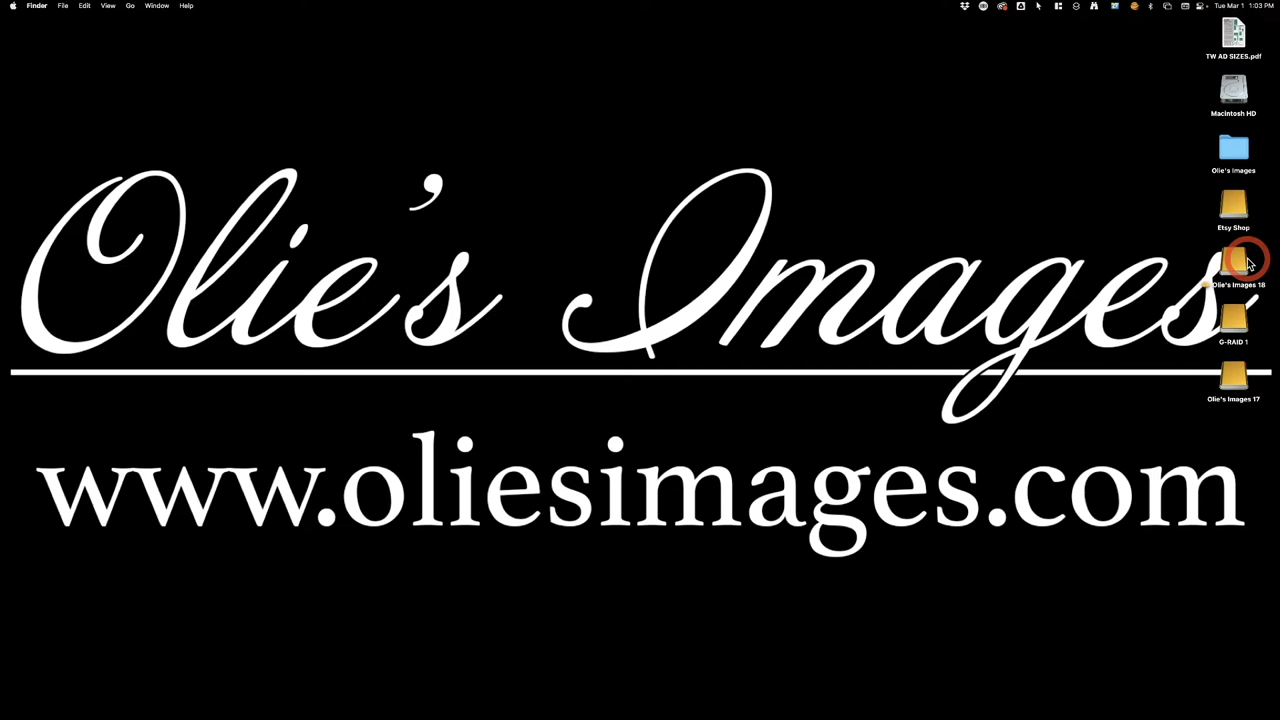 Finder File Edit View Go Window Help Tue Mar 1 1:03 PM
TW AD SIZES.pdf
Macintosh HD
Olie's Images
Etsy Shop
Olie's Images 18
G-RAID 1
Olie's Images 17
Olie's Images
www.oliesimages.com